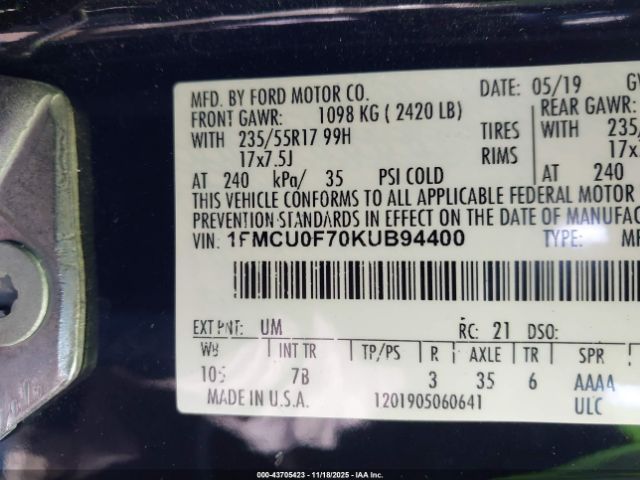 MFD. BY FORD MOTOR CO.
DATE: 05/19
FRONT GAWR: 1098 KG ( 2420 LB)
REAR GAWR:
WITH 235/55R17 99H TIRES
WITH 235/
17x7.5J RIMS
17x
AT 240 kPa/ 35 PSI COLD
AT 240
THIS VEHICLE CONFORMS TO ALL APPLICABLE FEDERAL MOTOR
PREVENTION STANDARDS IN EFFECT ON THE DATE OF MANUFAC
VIN: 1FMCU0F70KUB94400
TYPE: MP
EXT PNT: UM RC: 21 DSO:
WB INT TR TP/PS R AXLE TR SPR
105 7B 3 35 6 AAAA
MADE IN U.S.A. 1201905060641 ULC
000-43705423 - 11/18/2025 - IAA Inc.